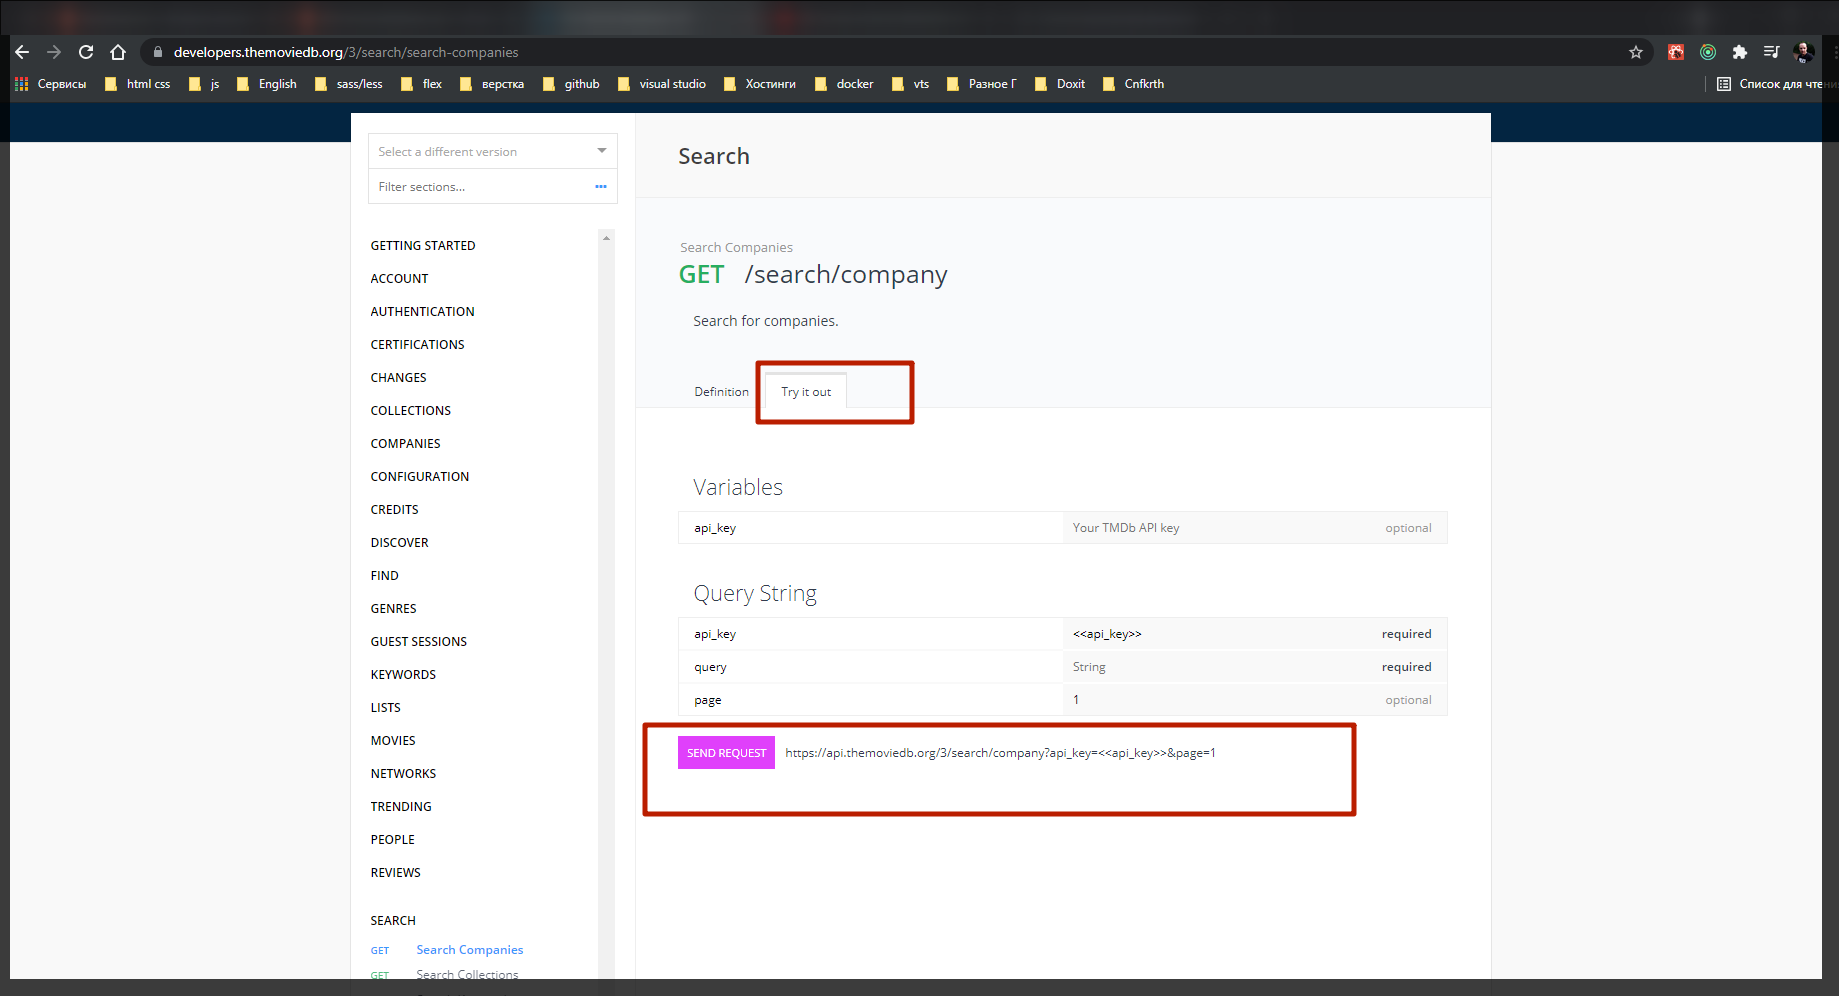 developers.themoviedb.org/3/search/search-companies
Сервисы html css js English sass/less flex верстка github visual studio Хостинги docker vts Разное Г Doxit Cnfkrth Список для чтени
Select a different version
Filter sections...
GETTING STARTED
ACCOUNT
AUTHENTICATION
CERTIFICATIONS
CHANGES
COLLECTIONS
COMPANIES
CONFIGURATION
CREDITS
DISCOVER
FIND
GENRES
GUEST SESSIONS
KEYWORDS
LISTS
MOVIES
NETWORKS
TRENDING
PEOPLE
REVIEWS
SEARCH
GET Search Companies
GET Search Collections
Search
Search Companies
GET /search/company
Search for companies.
Definition Try it out
Variables
api_key Your TMDb API key optional
Query String
api_key <<api_key>> required
query String required
page 1 optional
SEND REQUEST https://api.themoviedb.org/3/search/company?api_key=<<api_key>>&page=1